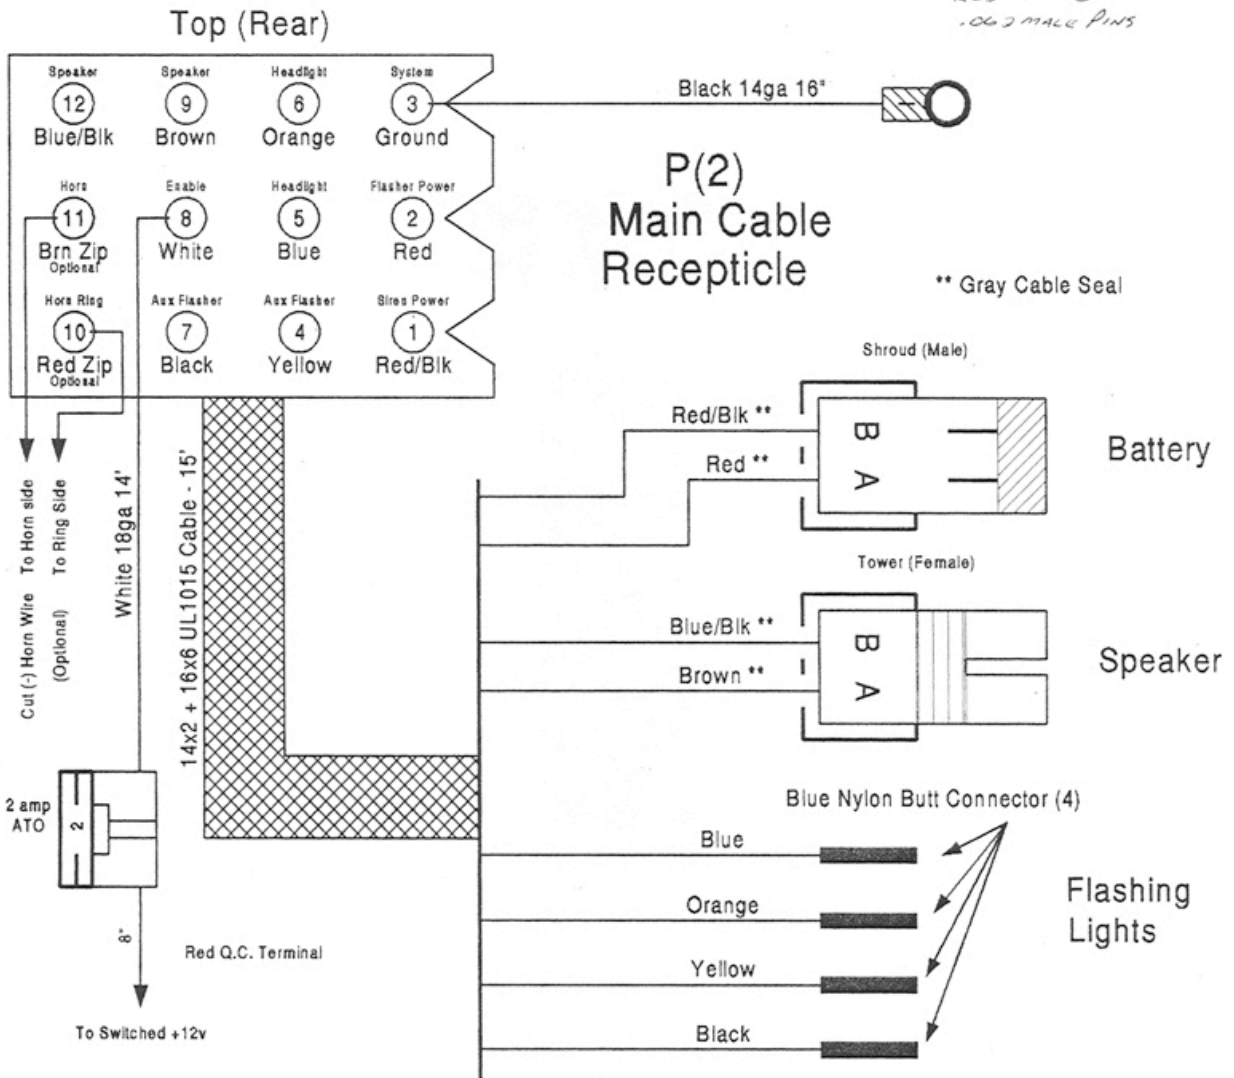 Top (Rear)
.062 MALE PINS
Speaker
12
Blue/Blk
Speaker
9
Brown
Headlight
6
Orange
System
3
Ground
Black 14ga 16"
Horn
11
Brn Zip
Optional
Enable
8
White
Headlight
5
Blue
Flasher Power
2
Red
Horn Ring
10
Red Zip
Optional
Aux Flasher
7
Black
Aux Flasher
4
Yellow
Siren Power
1
Red/Blk
P(2)
Main Cable
Recepticle
** Gray Cable Seal
Shroud (Male)
Red/Blk **
Red **
B
A
Battery
Tower (Female)
Blue/Blk **
Brown **
B
A
Speaker
Cut (-) Horn Wire To Horn side
(Optional) To Ring Side
White 18ga 14'
14x2 + 16x6 UL1015 Cable - 15'
2 amp
ATO
2
8"
Red Q.C. Terminal
To Switched +12v
Blue Nylon Butt Connector (4)
Blue
Orange
Yellow
Black
Flashing
Lights